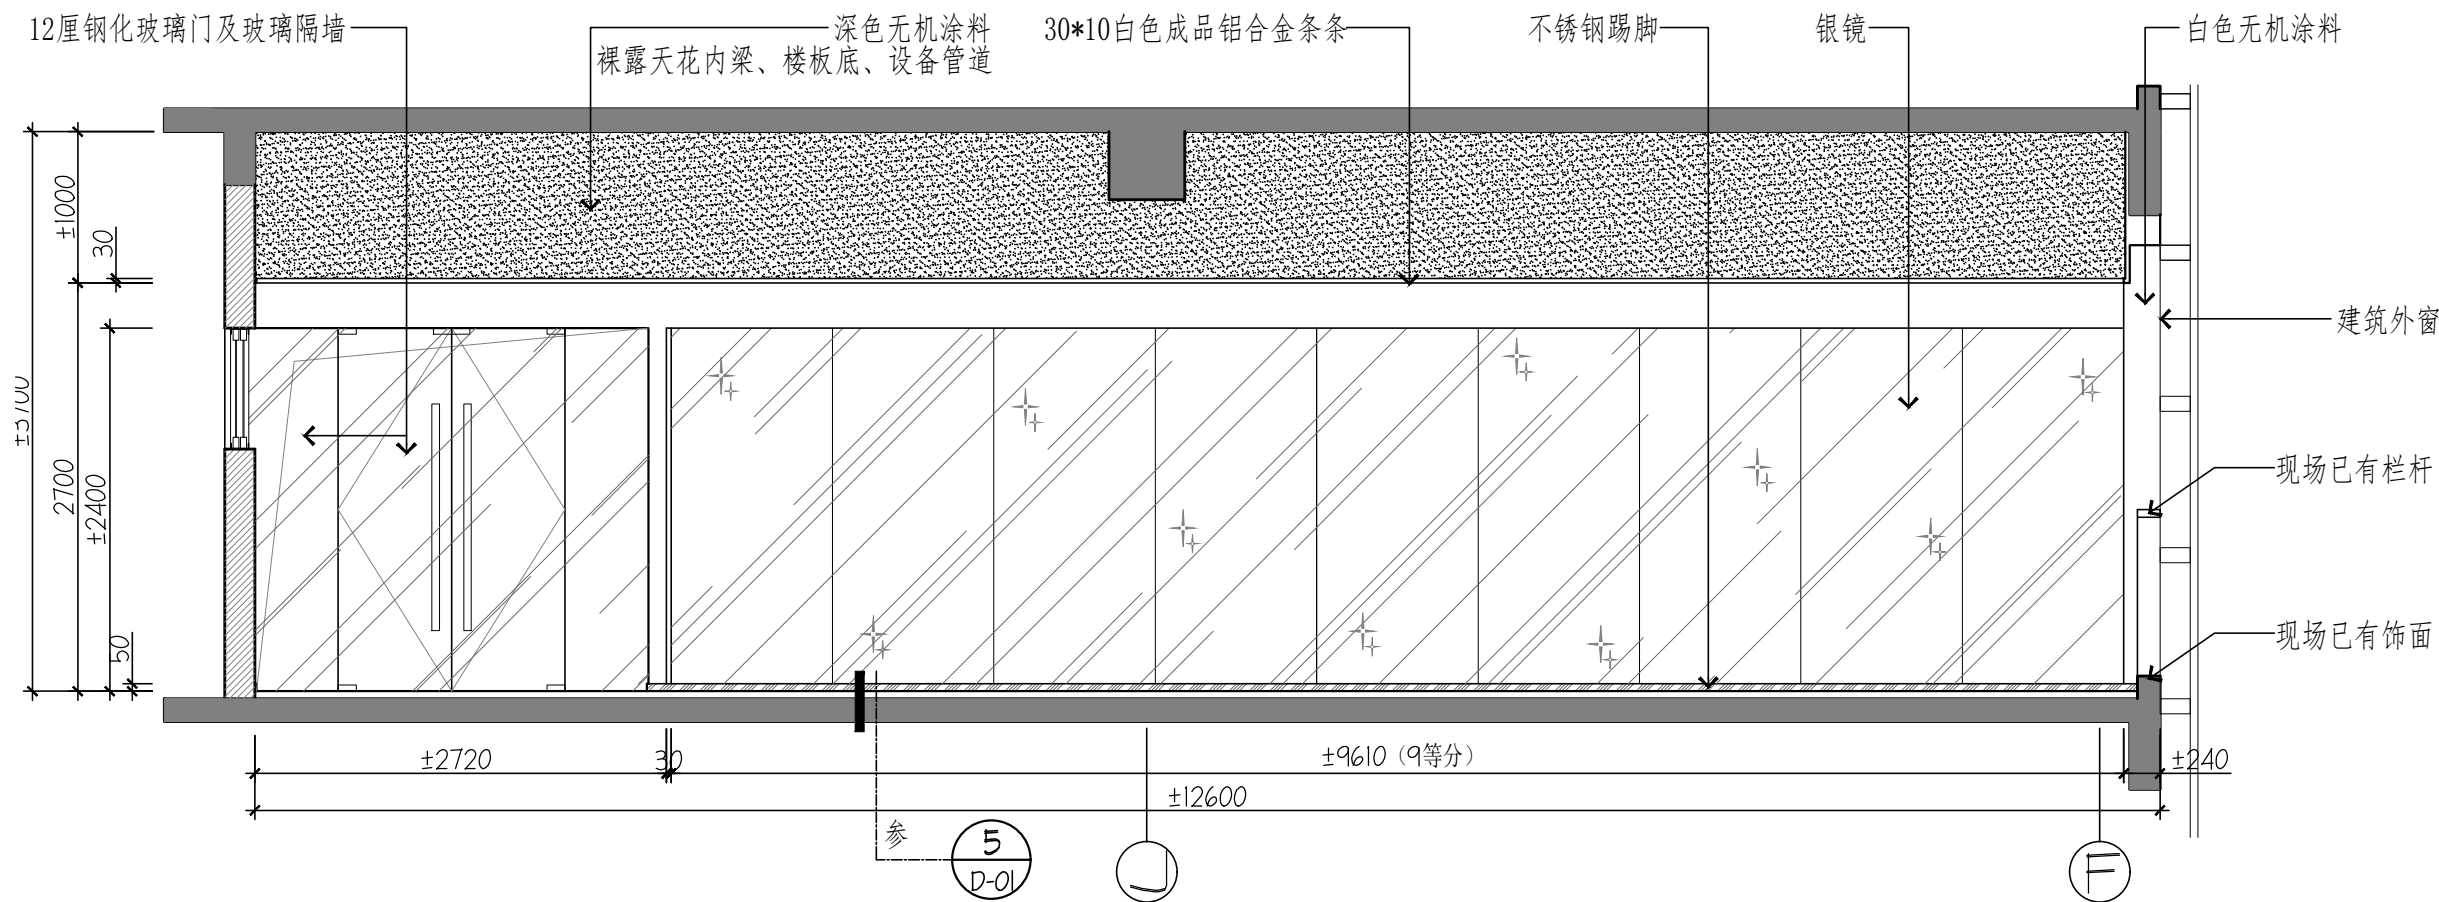 12厘钢化玻璃门及玻璃隔墙
深色无机涂料
裸露天花内梁、楼板底、设备管道
30*10白色成品铝合金条条
不锈钢踢脚
银镜
白色无机涂料
建筑外窗
现场已有栏杆
现场已有饰面
±3700
±1000
30
2700
±2400
50
±2720
30
±9610（9等分）
±240
±12600
参
5
D-01
F